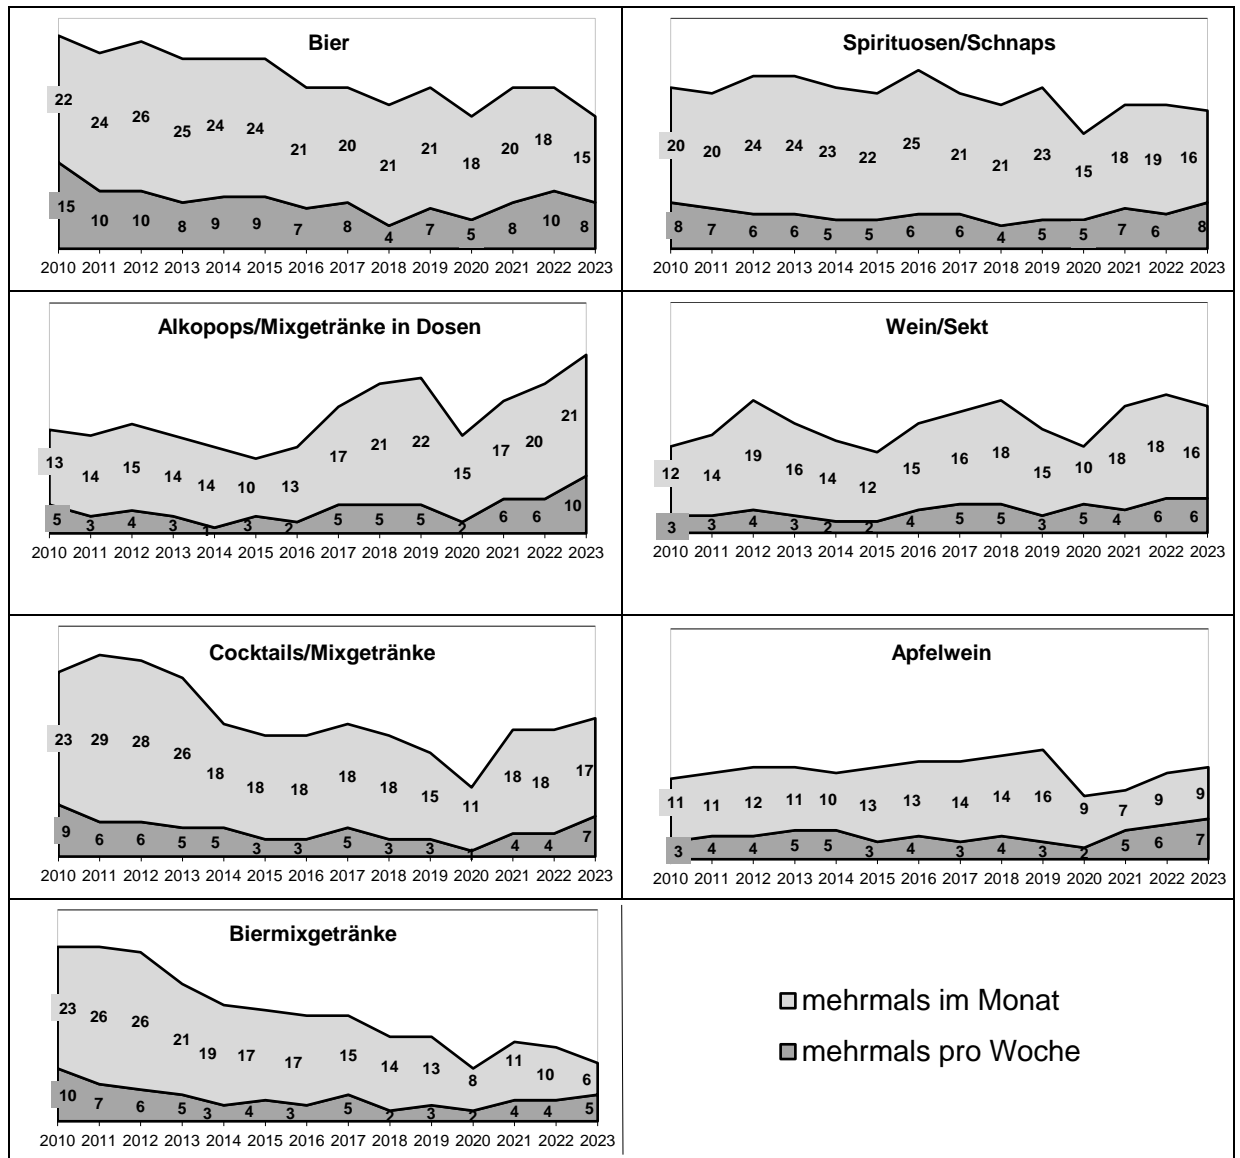 Bier
22 24 26 25 24 24 21 20 21 21 18 20 18 15
15 10 10 8 9 9 7 8 4 7 5 8 10 8
2010 2011 2012 2013 2014 2015 2016 2017 2018 2019 2020 2021 2022 2023
Spirituosen/Schnaps
20 20 24 24 23 22 25 21 21 23 15 18 19 16
8 7 6 6 5 5 6 6 4 5 5 7 6 8
2010 2011 2012 2013 2014 2015 2016 2017 2018 2019 2020 2021 2022 2023
Alkopops/Mixgetränke in Dosen
13 14 15 14 14 10 13 17 21 22 15 17 20 21
5 3 4 3 1 3 2 5 5 5 2 6 6 10
2010 2011 2012 2013 2014 2015 2016 2017 2018 2019 2020 2021 2022 2023
Wein/Sekt
12 14 19 16 14 12 15 16 18 15 10 18 18 16
3 3 4 3 2 2 4 5 5 3 5 4 6 6
2010 2011 2012 2013 2014 2015 2016 2017 2018 2019 2020 2021 2022 2023
Cocktails/Mixgetränke
23 29 28 26 18 18 18 18 18 15 11 18 18 17
9 6 6 5 5 3 3 5 3 3 1 4 4 7
2010 2011 2012 2013 2014 2015 2016 2017 2018 2019 2020 2021 2022 2023
Apfelwein
11 11 12 11 10 13 13 14 14 16 9 7 9 9
3 4 4 5 5 3 4 3 4 3 2 5 6 7
2010 2011 2012 2013 2014 2015 2016 2017 2018 2019 2020 2021 2022 2023
Biermixgetränke
23 26 26 21 19 17 17 15 14 13 8 11 10 6
10 7 6 5 3 4 3 5 2 3 2 4 4 5
2010 2011 2012 2013 2014 2015 2016 2017 2018 2019 2020 2021 2022 2023
mehrmals im Monat
mehrmals pro Woche